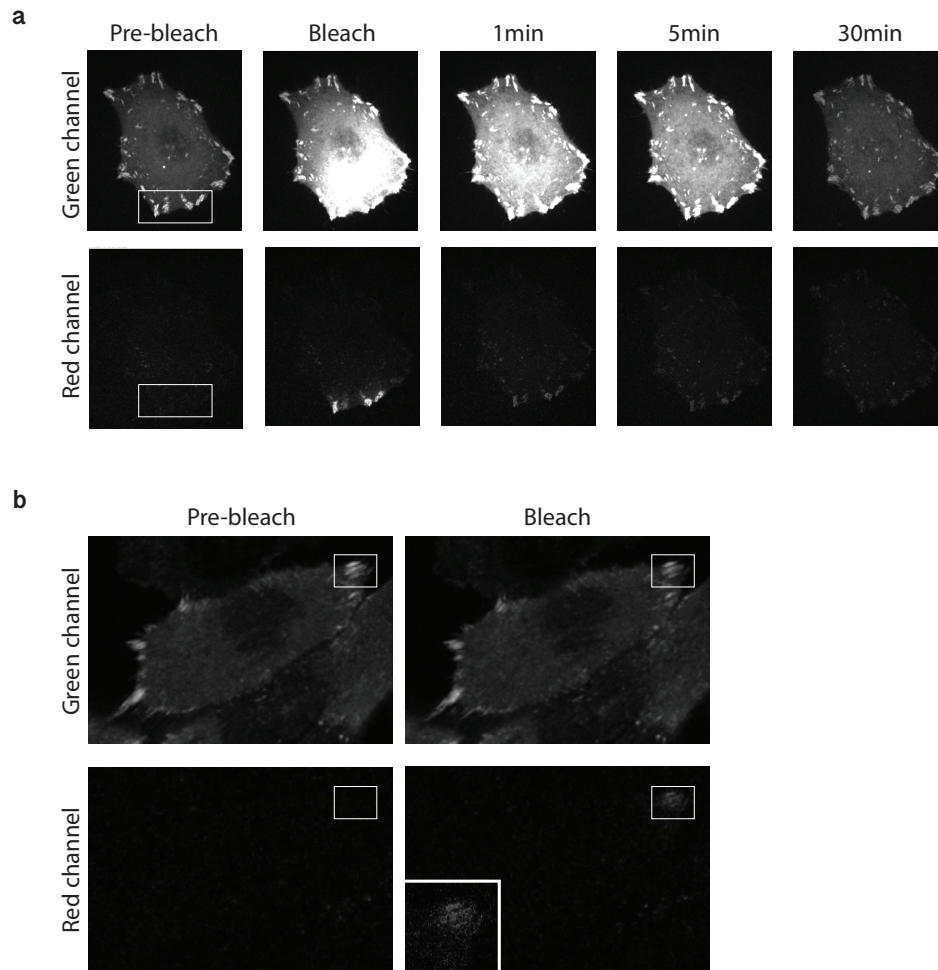 a
Pre-bleach Bleach 1min 5min 30min
Green channel
Red channel
b
Pre-bleach Bleach
Green channel
Red channel